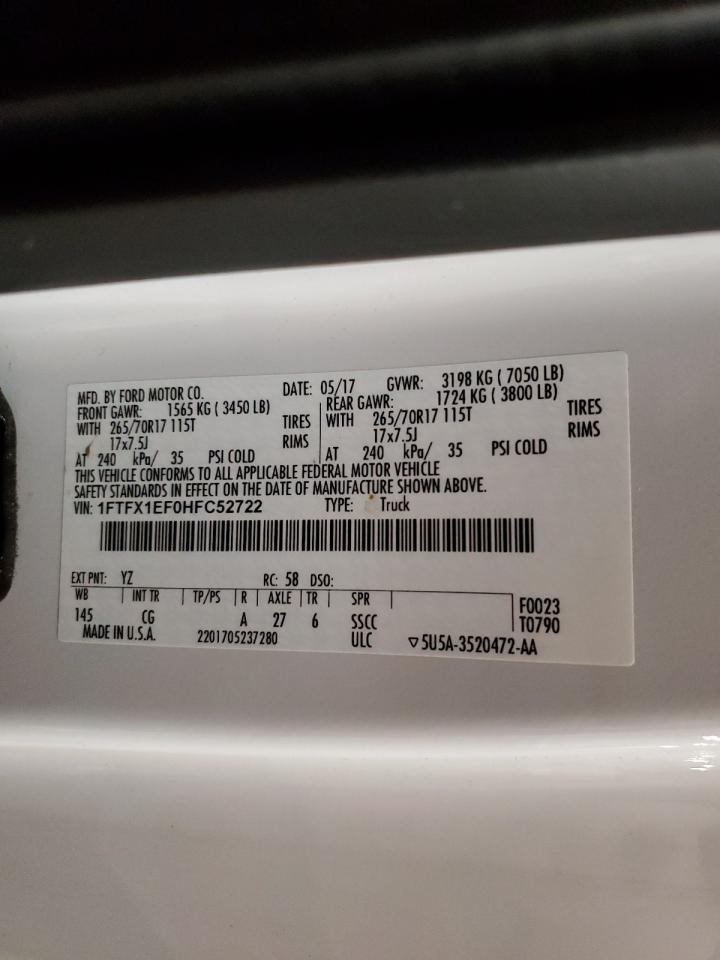 MFD. BY FORD MOTOR CO. DATE: 05/17 GVWR: 3198 KG ( 7050 LB)
FRONT GAWR: 1565 KG ( 3450 LB) REAR GAWR: 1724 KG ( 3800 LB)
WITH 265/70R17 115T TIRES WITH 265/70R17 115T TIRES
17x7.5J RIMS 17x7.5J RIMS
AT 240 kPa/ 35 PSI COLD AT 240 kPa/ 35 PSI COLD
THIS VEHICLE CONFORMS TO ALL APPLICABLE FEDERAL MOTOR VEHICLE
SAFETY STANDARDS IN EFFECT ON THE DATE OF MANUFACTURE SHOWN ABOVE.
VIN: 1FTFX1EF0HFC52722 TYPE: Truck
EXT PNT: YZ RC: 58 DSO:
WB INT TR TP/PS R AXLE TR SPR
145 CG A 27 6 SSCC F0023
T0790
MADE IN U.S.A. 2201705237280 ULC ▽5U5A-3520472-AA